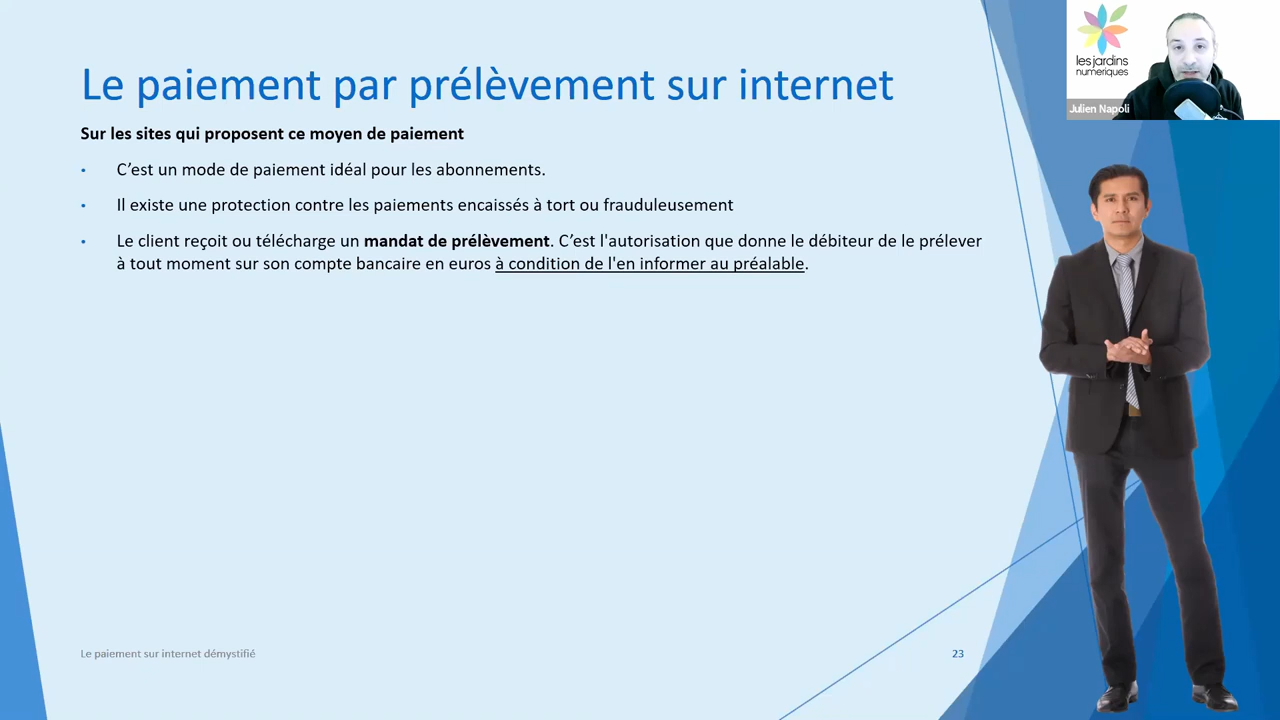 Le paiement par prélèvement sur internet
Sur les sites qui proposent ce moyen de paiement
• C’est un mode de paiement idéal pour les abonnements.
• Il existe une protection contre les paiements encaissés à tort ou frauduleusement
• Le client reçoit ou télécharge un mandat de prélèvement. C’est l'autorisation que donne le débiteur de le prélever
à tout moment sur son compte bancaire en euros à condition de l'en informer au préalable.
Le paiement sur internet démystifié
23
les jardins
numeriques
Julien Napoli